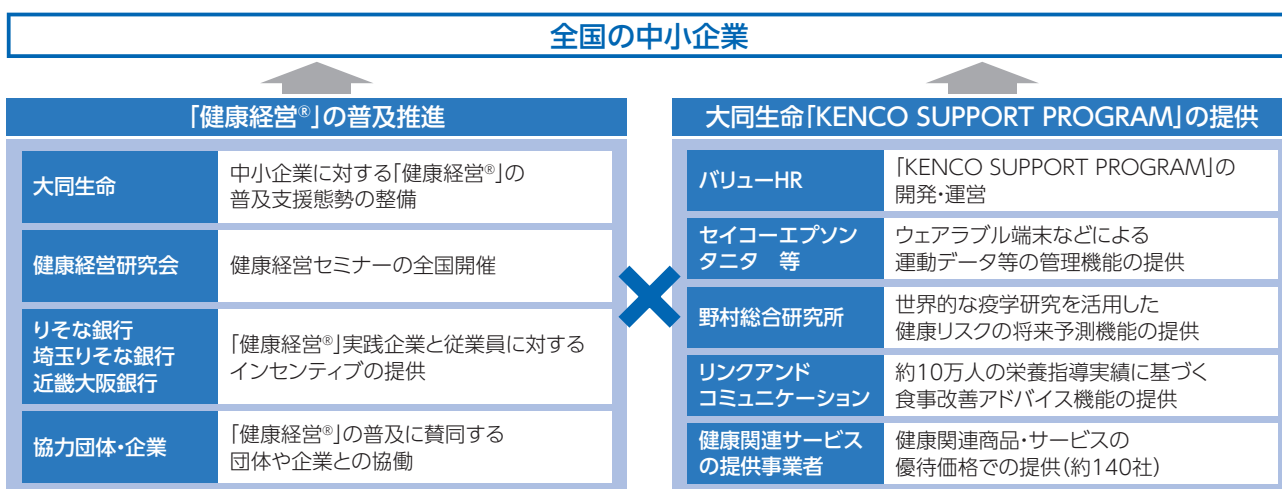 全国の中小企業
「健康経営®」の普及推進
大同生命
中小企業に対する「健康経営®」の
普及支援態勢の整備
健康経営研究会
健康経営セミナーの全国開催
りそな銀行
埼玉りそな銀行
近畿大阪銀行
「健康経営®」実践企業と従業員に対する
インセンティブの提供
協力団体・企業
「健康経営®」の普及に賛同する
団体や企業との協働
大同生命「KENCO SUPPORT PROGRAM」の提供
バリューHR
「KENCO SUPPORT PROGRAM」の
開発・運営
セイコーエプソン
タニタ 等
ウェアラブル端末などによる
運動データ等の管理機能の提供
野村総合研究所
世界的な疫学研究を活用した
健康リスクの将来予測機能の提供
リンクアンド
コミュニケーション
約10万人の栄養指導実績に基づく
食事改善アドバイス機能の提供
健康関連サービス
の提供事業者
健康関連商品・サービスの
優待価格での提供(約140社)